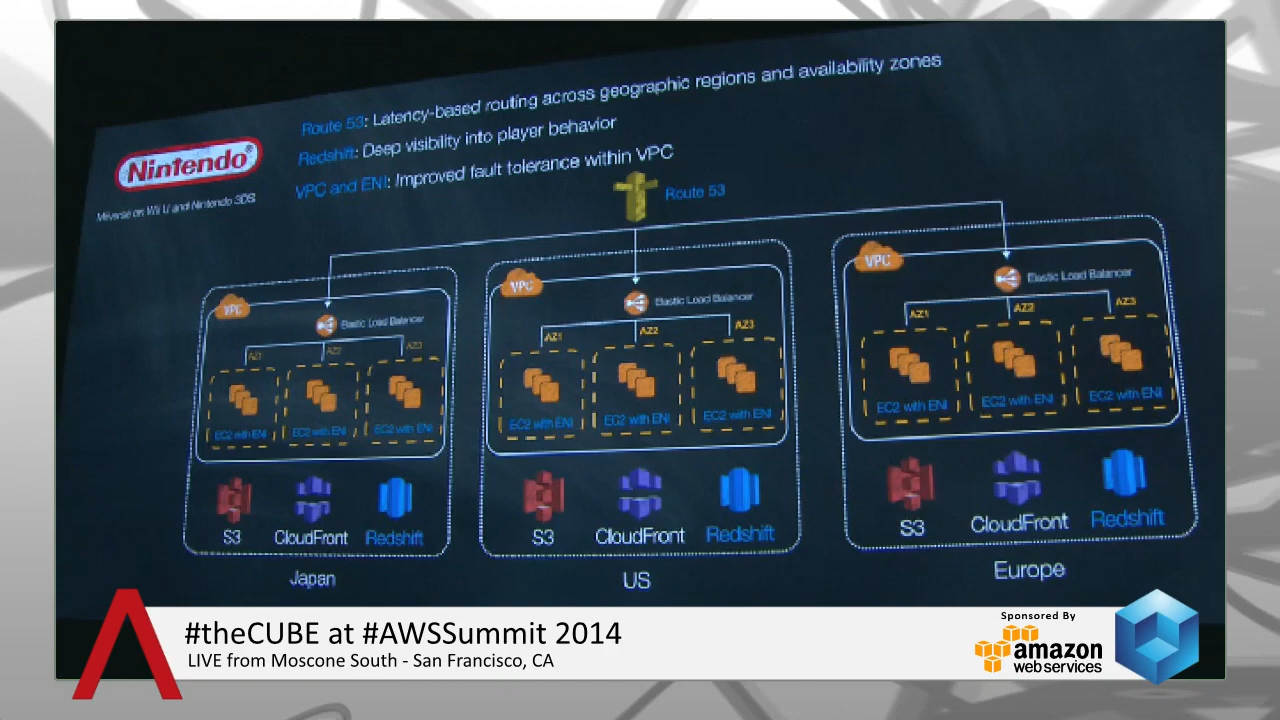 Route 53: Latency-based routing across geographic regions and availability zones
Redshift: Deep visibility into player behavior
VPC and ENI: Improved fault tolerance within VPC
Nintendo®
Miiverse on Wii U and Nintendo 3DS
Route 53
VPC
Elastic Load Balancer
AZ1 AZ2 AZ3
EC2 with ENI EC2 with ENI EC2 with ENI
S3 CloudFront Redshift
Japan
VPC
Elastic Load Balancer
AZ1 AZ2 AZ3
EC2 with ENI EC2 with ENI EC2 with ENI
S3 CloudFront Redshift
US
VPC
Elastic Load Balancer
AZ1 AZ2 AZ3
EC2 with ENI EC2 with ENI EC2 with ENI
S3 CloudFront Redshift
Europe
#theCUBE at #AWSSummit 2014
LIVE from Moscone South - San Francisco, CA
Sponsored By
amazon
web services